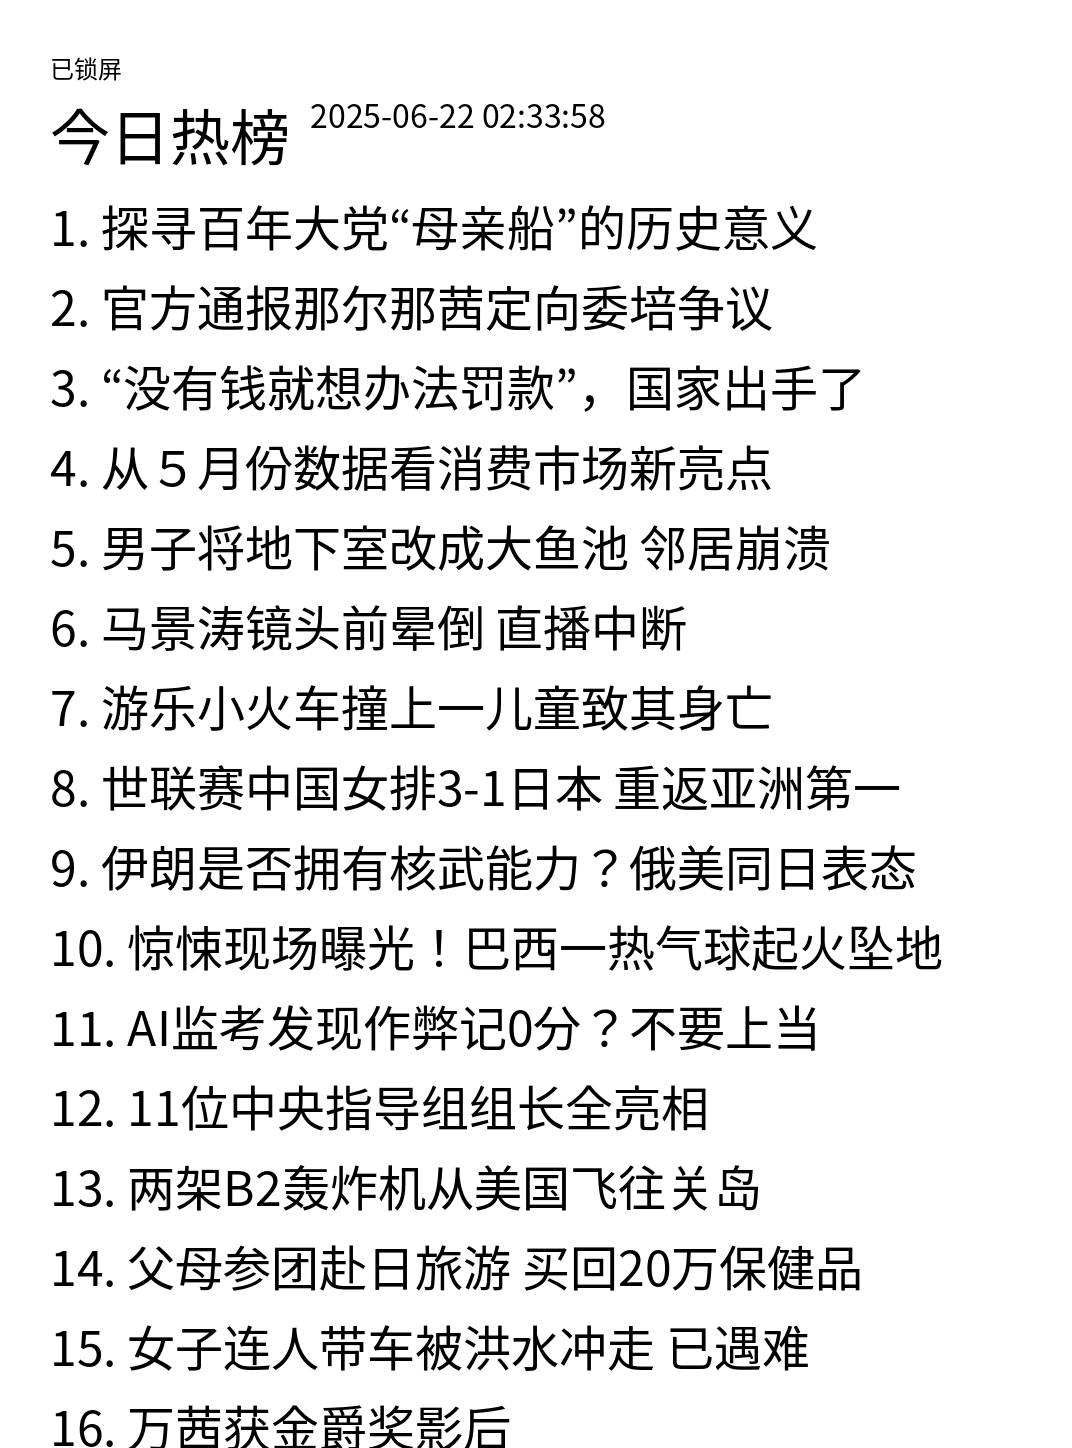 已锁屏
今日热榜 2025-06-22 02:33:58
1. 探寻百年大党“母亲船”的历史意义
2. 官方通报那尔那茜定向委培争议
3. “没有钱就想办法罚款”，国家出手了
4. 从５月份数据看消费市场新亮点
5. 男子将地下室改成大鱼池 邻居崩溃
6. 马景涛镜头前晕倒 直播中断
7. 游乐小火车撞上一儿童致其身亡
8. 世联赛中国女排3-1日本 重返亚洲第一
9. 伊朗是否拥有核武能力？俄美同日表态
10. 惊悚现场曝光！巴西一热气球起火坠地
11. AI监考发现作弊记0分？不要上当
12. 11位中央指导组组长全亮相
13. 两架B2轰炸机从美国飞往关岛
14. 父母参团赴日旅游 买回20万保健品
15. 女子连人带车被洪水冲走 已遇难
16. 万茜获金爵奖影后